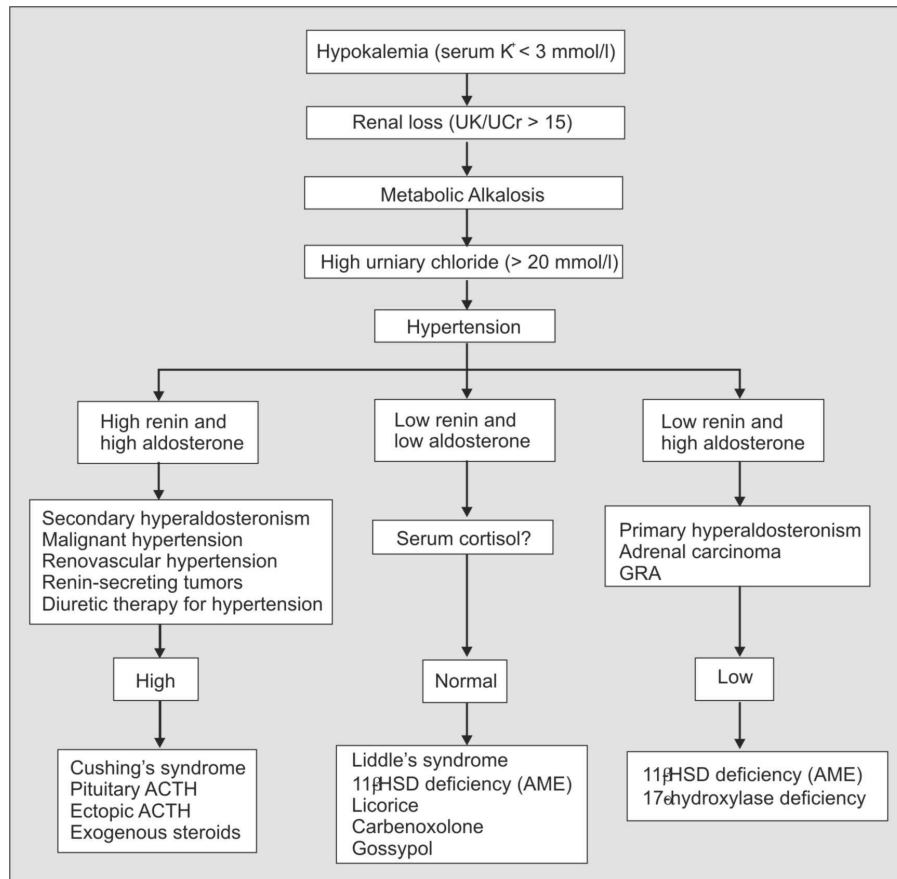 Hypokalemia (serum K+ < 3 mmol/l)
Renal loss (UK/UCr > 15)
Metabolic Alkalosis
High urniary chloride (> 20 mmol/l)
Hypertension
High renin and
high aldosterone
Low renin and
low aldosterone
Low renin and
high aldosterone
Secondary hyperaldosteronism
Malignant hypertension
Renovascular hypertension
Renin-secreting tumors
Diuretic therapy for hypertension
Serum cortisol?
Primary hyperaldosteronism
Adrenal carcinoma
GRA
High
Normal
Low
Cushing's syndrome
Pituitary ACTH
Ectopic ACTH
Exogenous steroids
Liddle's syndrome
11βHSD deficiency (AME)
Licorice
Carbenoxolone
Gossypol
11βHSD deficiency (AME)
17α-hydroxylase deficiency